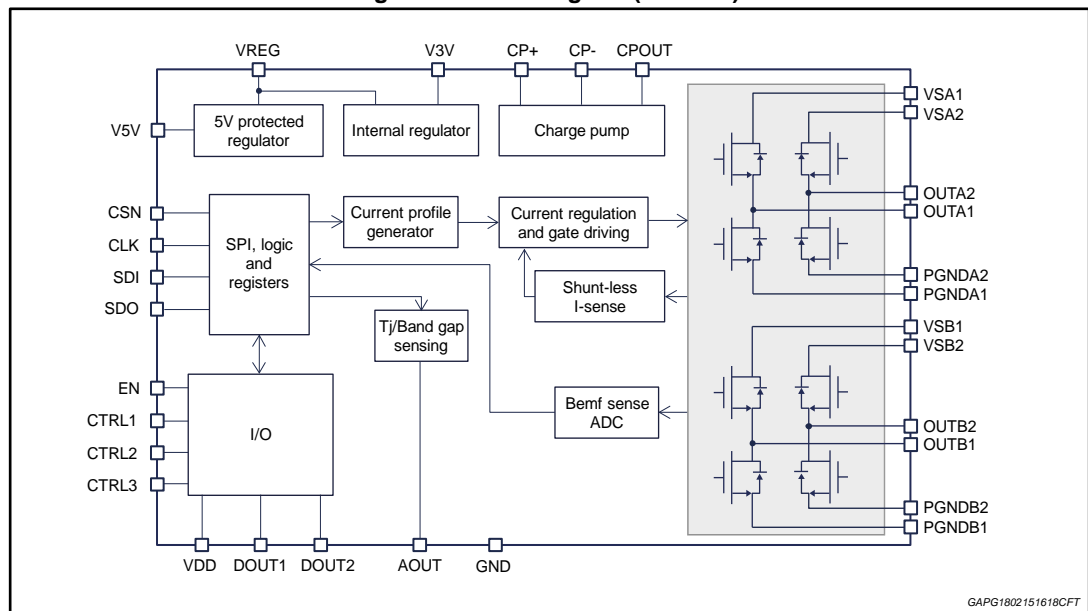 VREG
V3V
CP+
CP-
CPOUT
VSA1
VSA2
V5V
5V protected
regulator
Internal regulator
Charge pump
CSN
CLK
SDI
SDO
SPI, logic
and
registers
Current profile
generator
Current regulation
and gate driving
OUTA2
OUTA1
Shunt-less
I-sense
PGNDA2
PGNDA1
Tj/Band gap
sensing
VSB1
VSB2
EN
CTRL1
CTRL2
CTRL3
I/O
Bemf sense
ADC
OUTB2
OUTB1
PGNDB2
PGNDB1
VDD
DOUT1
DOUT2
AOUT
GND
GAPG1802151618CFT